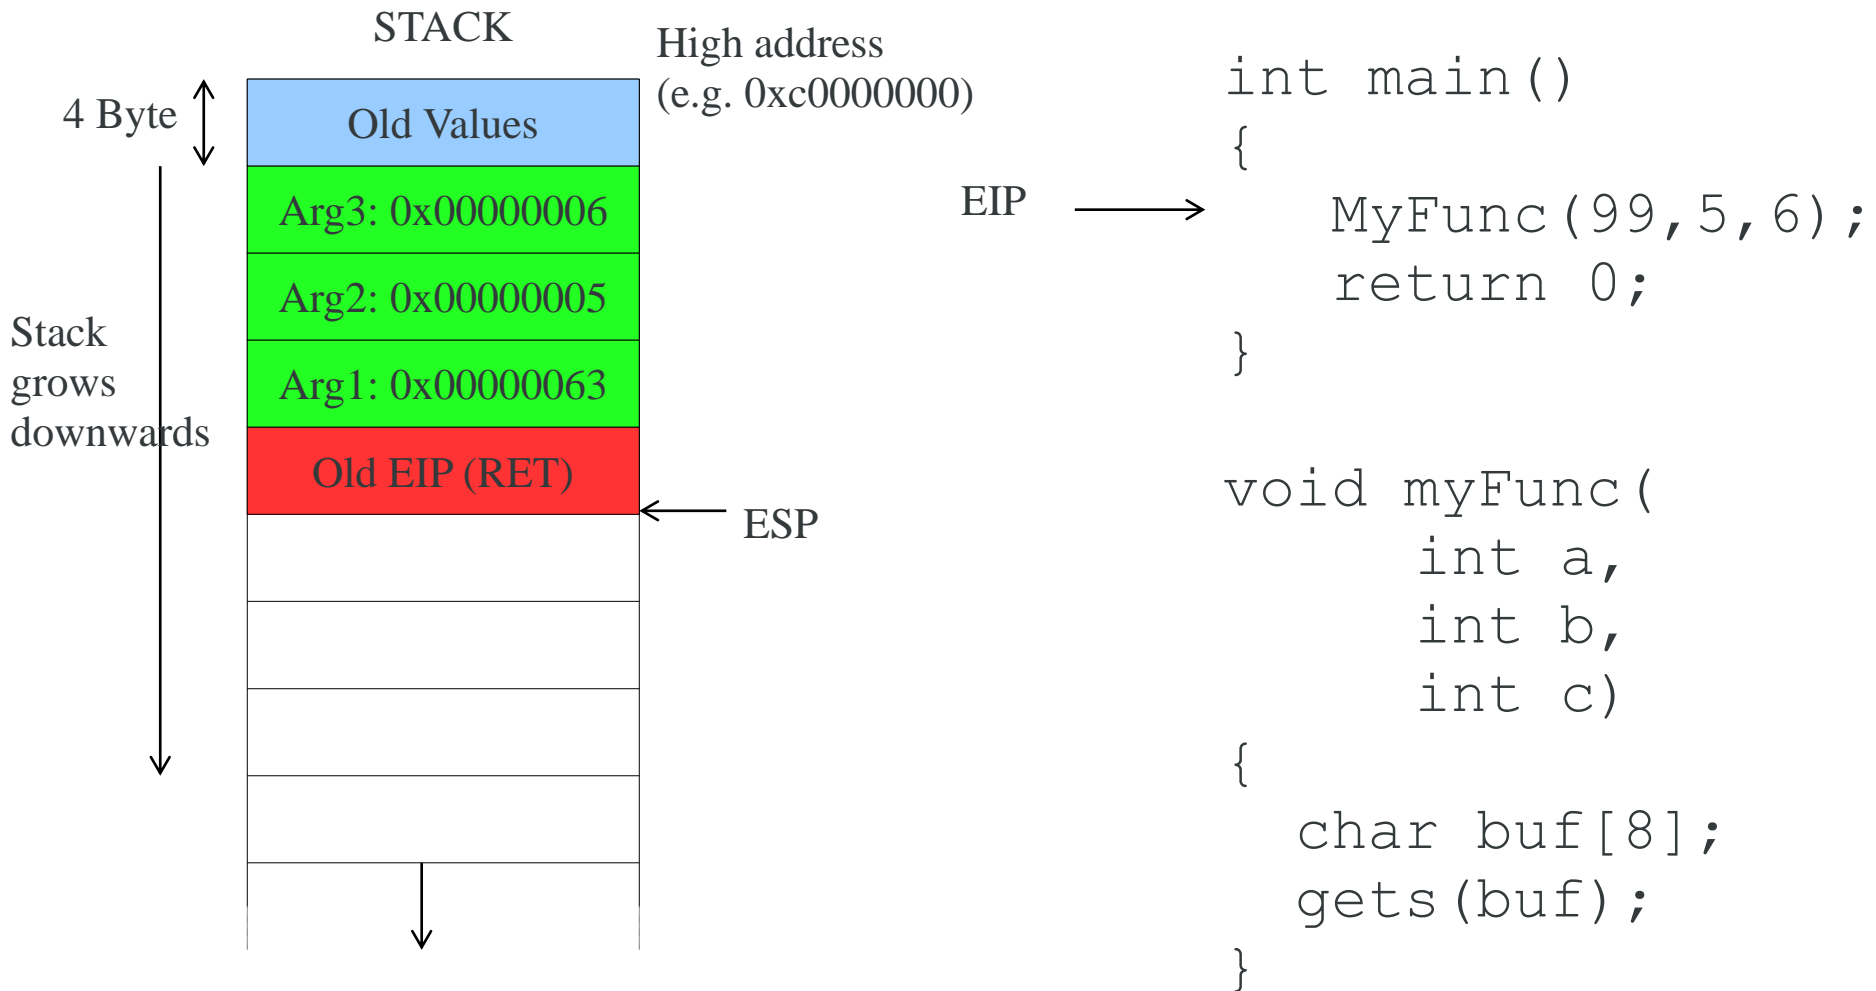 STACK
High address
(e.g. 0xc0000000)
4 Byte
Old Values
Arg3: 0x00000006
Arg2: 0x00000005
Arg1: 0x00000063
Old EIP (RET)
Stack
grows
downwards
ESP
EIP
int main()
{
MyFunc(99,5,6);
return 0;
}
void myFunc(
int a,
int b,
int c)
{
char buf[8];
gets(buf);
}